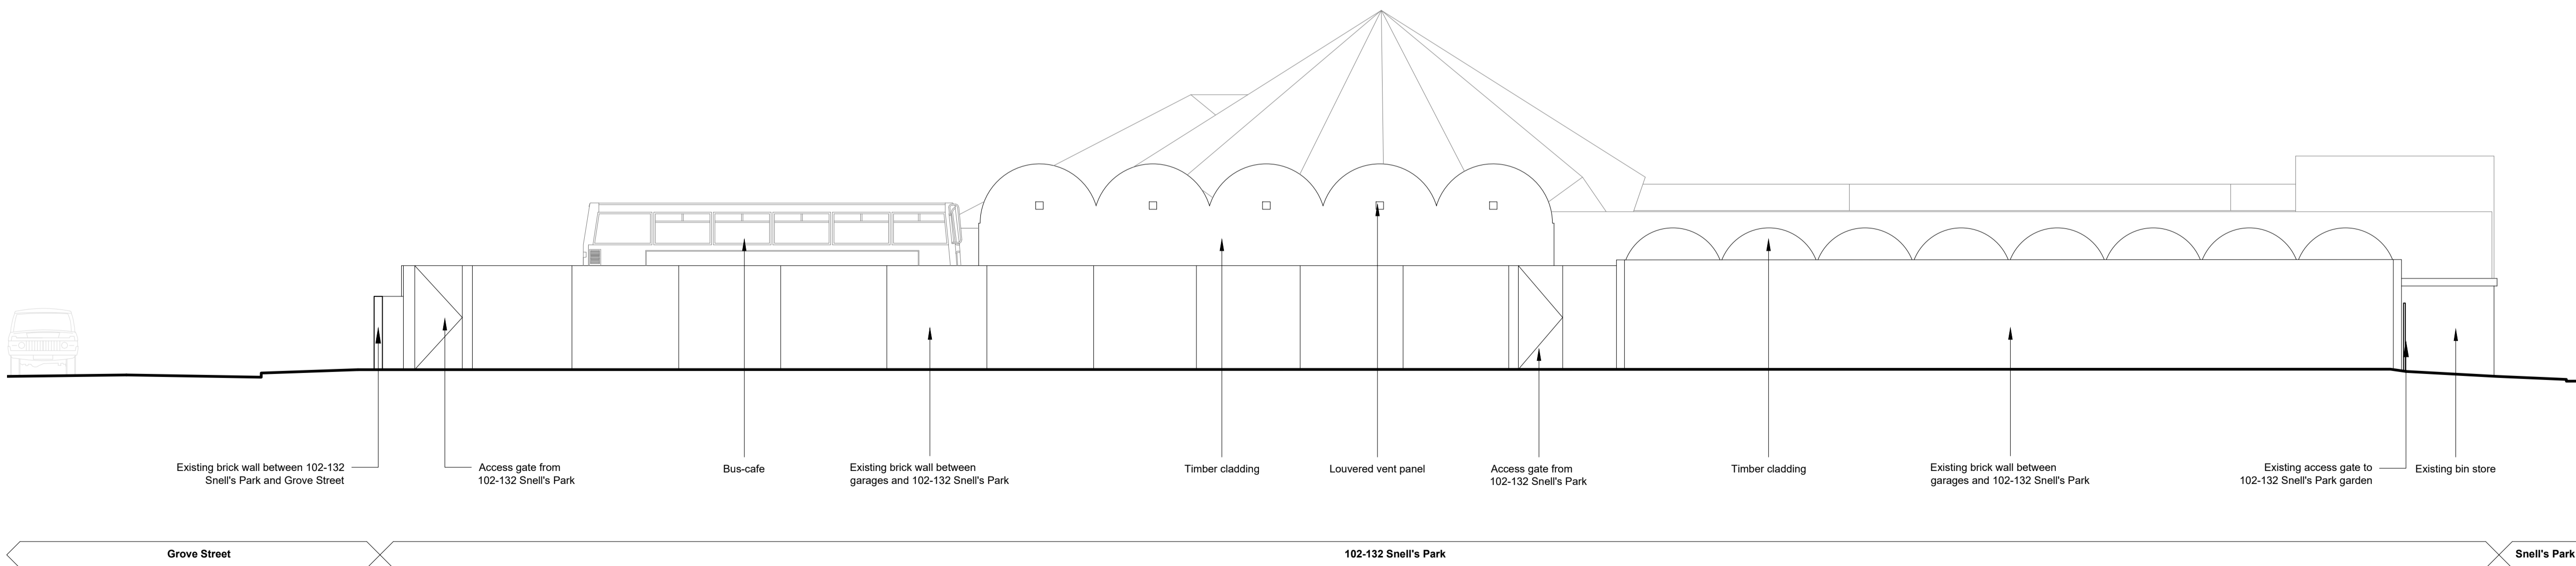 Existing brick wall between 102-132
Snell's Park and Grove Street
Access gate from
102-132 Snell's Park
Bus-cafe
Existing brick wall between
garages and 102-132 Snell's Park
Timber cladding
Louvered vent panel
Access gate from
102-132 Snell's Park
Timber cladding
Existing brick wall between
garages and 102-132 Snell's Park
Existing access gate to
102-132 Snell's Park garden
Existing bin store
Grove Street
102-132 Snell's Park
Snell's Park